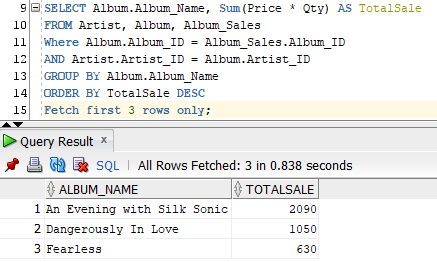 9 SELECT Album.Album_Name, Sum(Price * Qty) AS TotalSale
10 FROM Artist, Album, Album_Sales
11 Where Album.Album_ID = Album_Sales.Album_ID
12 AND Artist.Artist_ID = Album.Artist_ID
13 GROUP BY Album.Album_Name
14 ORDER BY TotalSale DESC
15 Fetch first 3 rows only;
Query Result x
SQL | All Rows Fetched: 3 in 0.838 seconds
ALBUM_NAME TOTALSALE
1 An Evening with Silk Sonic 2090
2 Dangerously In Love 1050
3 Fearless 630